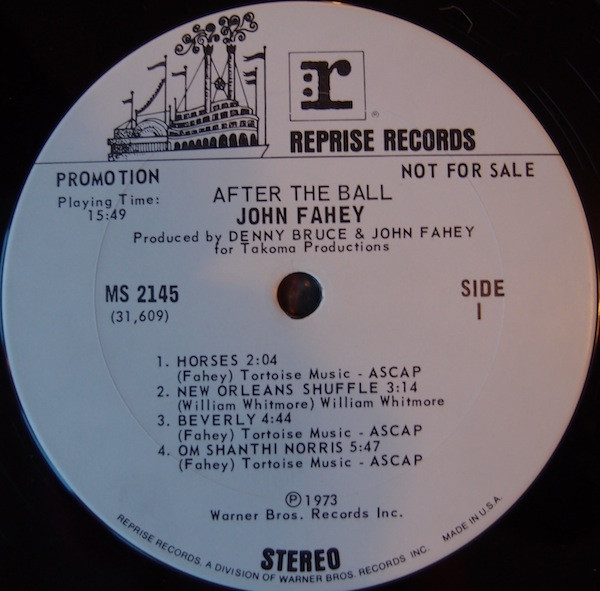 r
®
REPRISE RECORDS
PROMOTION
NOT FOR SALE
Playing Time:
15:49
AFTER THE BALL
JOHN FAHEY
Produced by DENNY BRUCE & JOHN FAHEY
for Takoma Productions
MS 2145
(31,609)
SIDE
1
1. HORSES 2:04
(Fahey) Tortoise Music - ASCAP
2. NEW ORLEANS SHUFFLE 3:14
(William Whitmore) William Whitmore
3. BEVERLY 4:44
(Fahey) Tortoise Music - ASCAP
4. OM SHANTHI NORRIS 5:47
(Fahey) Tortoise Music - ASCAP
℗ 1973
Warner Bros. Records Inc.
STEREO
REPRISE RECORDS, A DIVISION OF WARNER BROS. RECORDS INC. MADE IN U.S.A.